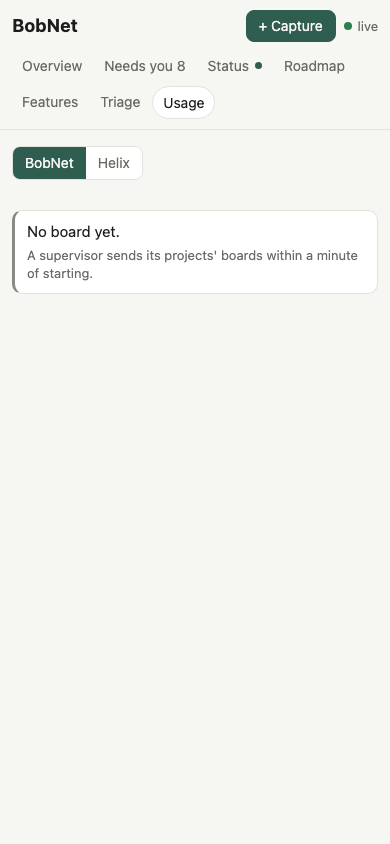 BobNet
+ Capture
live
Overview
Needs you 8
Status
Roadmap
Features
Triage
Usage
BobNet
Helix
No board yet.
A supervisor sends its projects' boards within a minute
of starting.